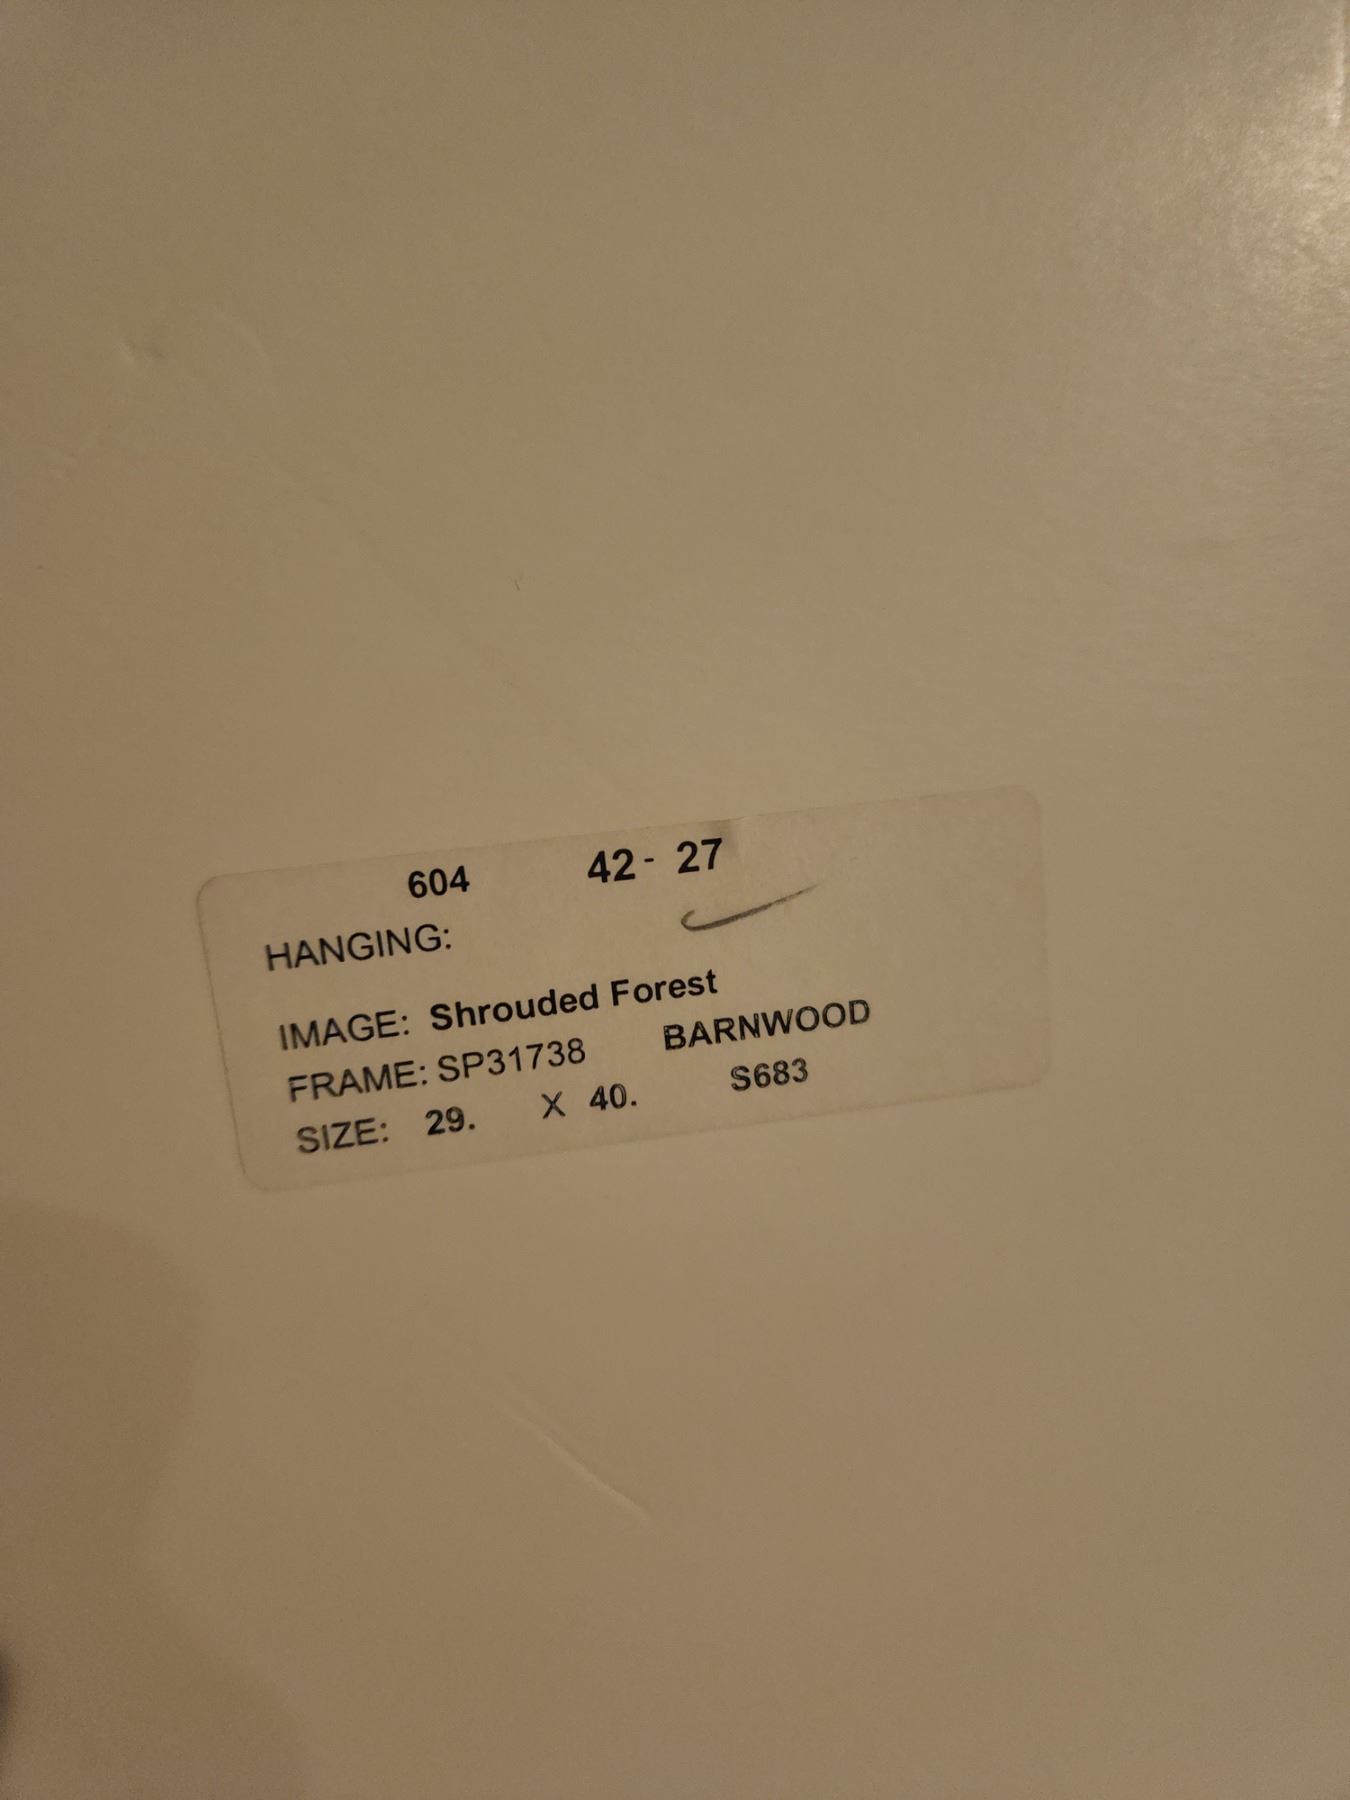 604 42- 27
HANGING:
IMAGE: Shrouded Forest
FRAME: SP31738 BARNWOOD
SIZE: 29. X 40. S683